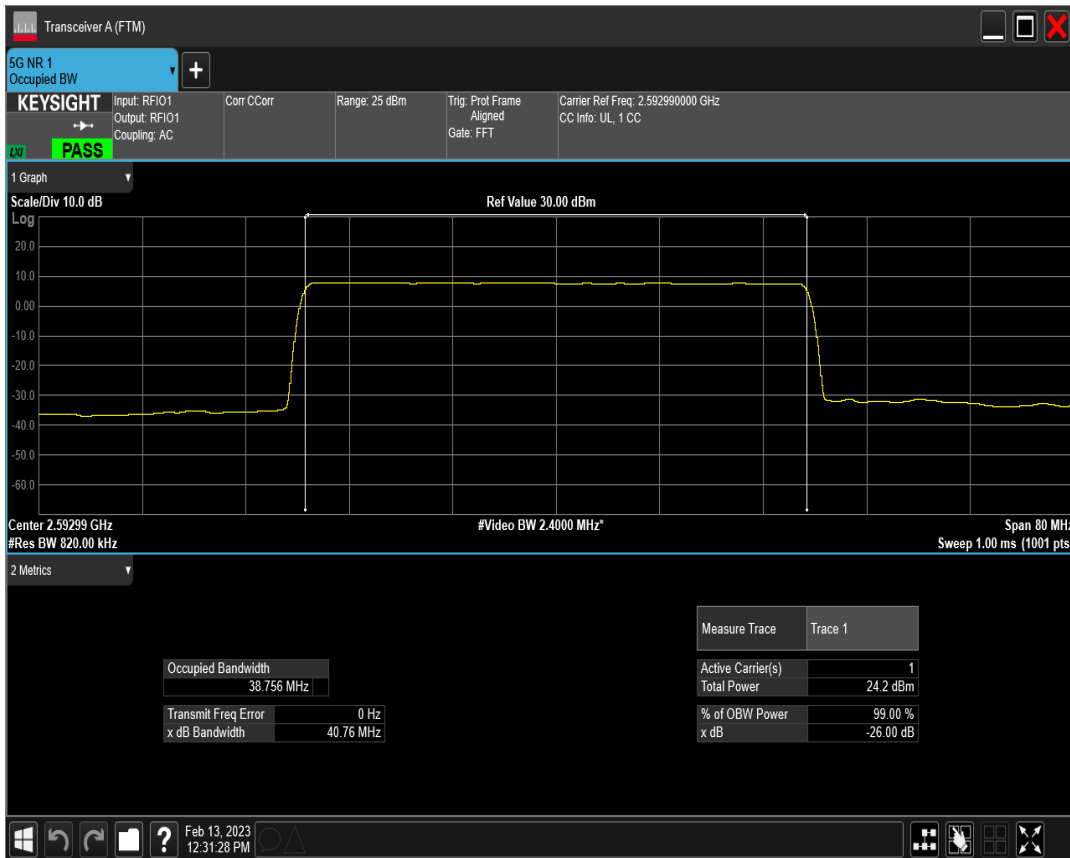 Transceiver A (FTM)
5G NR 1
Occupied BW
+
KEYSIGHT
LXI
PASS
Input: RFIO1
Output: RFIO1
Coupling: AC
Corr CCorr
Range: 25 dBm
Trig: Prot Frame
Aligned
Gate: FFT
Carrier Ref Freq: 2.592990000 GHz
CC Info: UL, 1 CC
1 Graph
Scale/Div 10.0 dB
Ref Value 30.00 dBm
Log
20.0
10.0
0.00
-10.0
-20.0
-30.0
-40.0
-50.0
-60.0
Center 2.59299 GHz
#Video BW 2.4000 MHz*
Span 80 MHz
#Res BW 820.00 kHz
Sweep 1.00 ms (1001 pts
2 Metrics
Measure Trace Trace 1
Occupied Bandwidth
38.756 MHz
Active Carrier(s) 1
Total Power 24.2 dBm
Transmit Freq Error 0 Hz
x dB Bandwidth 40.76 MHz
% of OBW Power 99.00 %
x dB -26.00 dB
?
Feb 13, 2023
12:31:28 PM